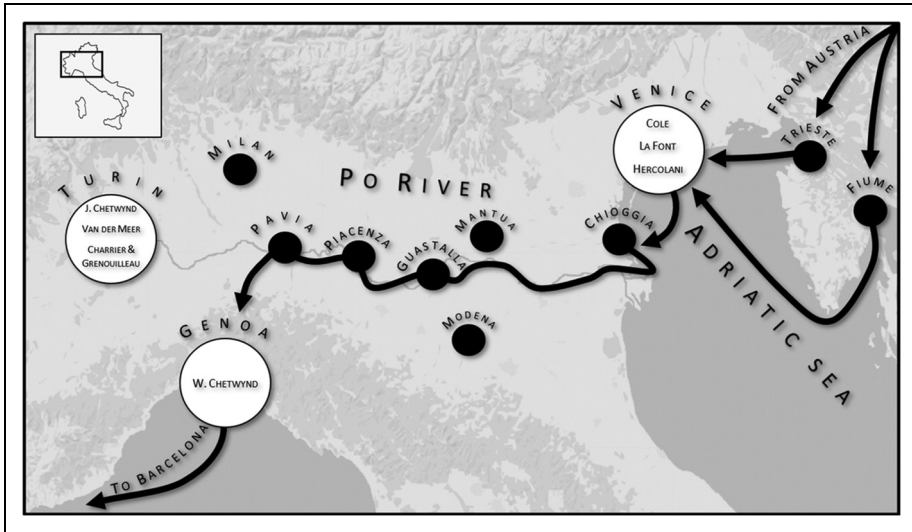 FROM AUSTRIA
VENICE
COLE
LA FONT
HERCOLANI
TRIESTE
FIUME
MILAN
PO RIVER
TURIN
J. CHETWYND
VAN DER MEER
CHARRIER &
GRENOUILLEAU
PAVIA
PIACENZA
GUASTALLA
MANTUA
CHIOGGIA
ADRIATIC SEA
MODENA
GENOA
W. CHETWYND
TO BARCELONA